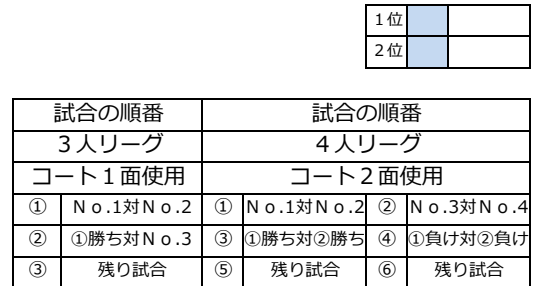 1位
2位
試合の順番 試合の順番
3人リーグ 4人リーグ
コート1面使用 コート2面使用
① No.1対No.2 ① No.1対No.2 ② No.3対No.4
② ①勝ち対No.3 ③ ①勝ち対②勝ち ④ ①負け対②負け
③ 残り試合 ⑤ 残り試合 ⑥ 残り試合